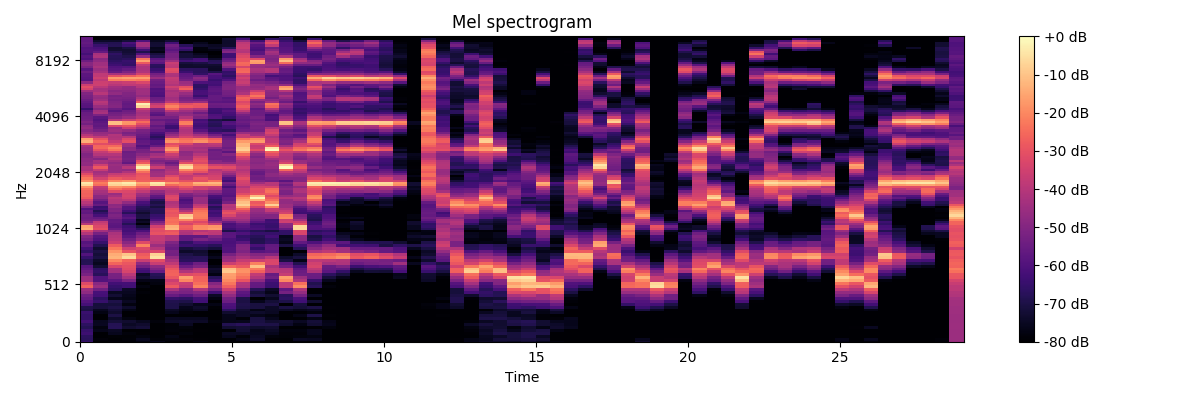 Mel spectrogram
8192
4096
2048
1024
512
0
Hz
0 5 10 15 20 25
Time
+0 dB
-10 dB
-20 dB
-30 dB
-40 dB
-50 dB
-60 dB
-70 dB
-80 dB